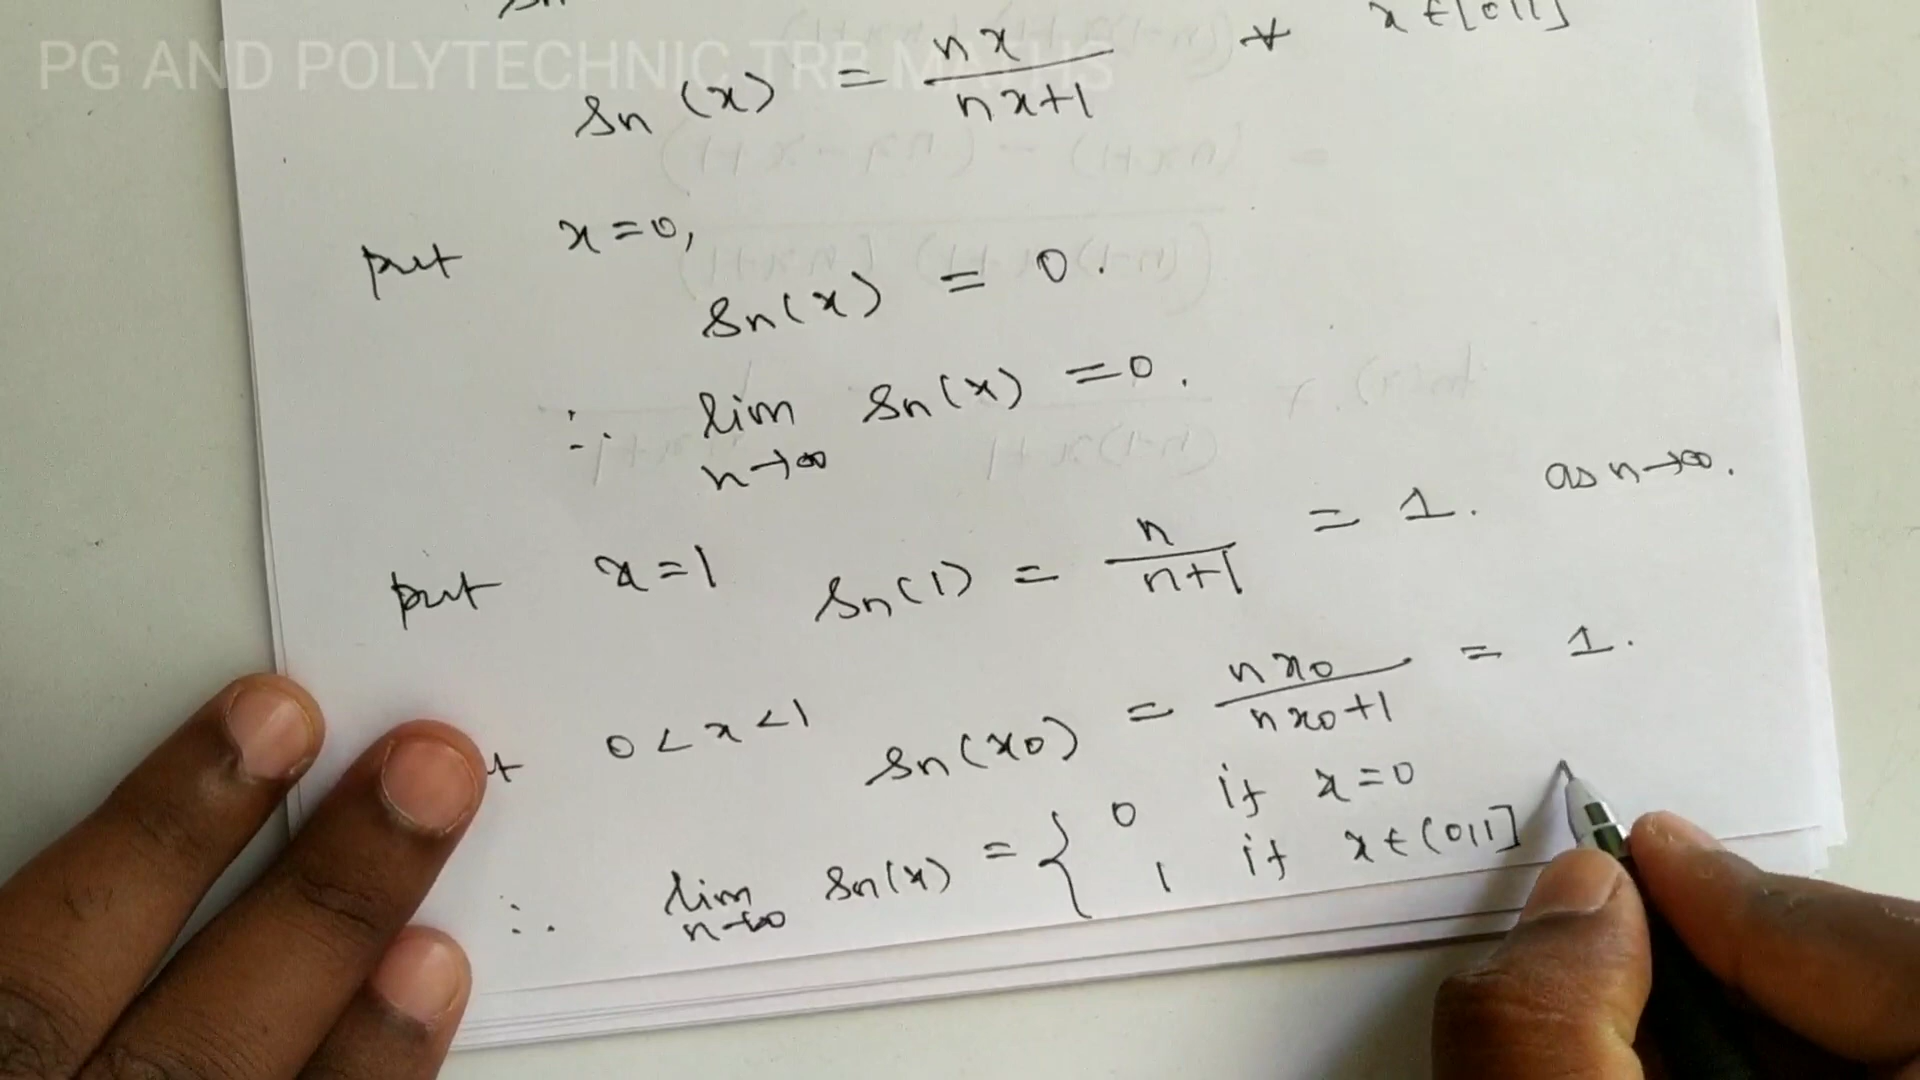 PG AND POLYTECHNIC TRB MATHS
Sn(x) = nx / nx+1 ∀ x ∈ [0,1]
put x=0,
Sn(x) = 0.
∴ lim n→∞ Sn(x) = 0.
put x=1 Sn(1) = n / n+1 = 1. as n→∞.
0 < x < 1 Sn(x0) = nx0 / nx0+1 = 1.
∴ lim n→∞ Sn(x) = { 0 if x=0
1 if x ∈ (0,1]